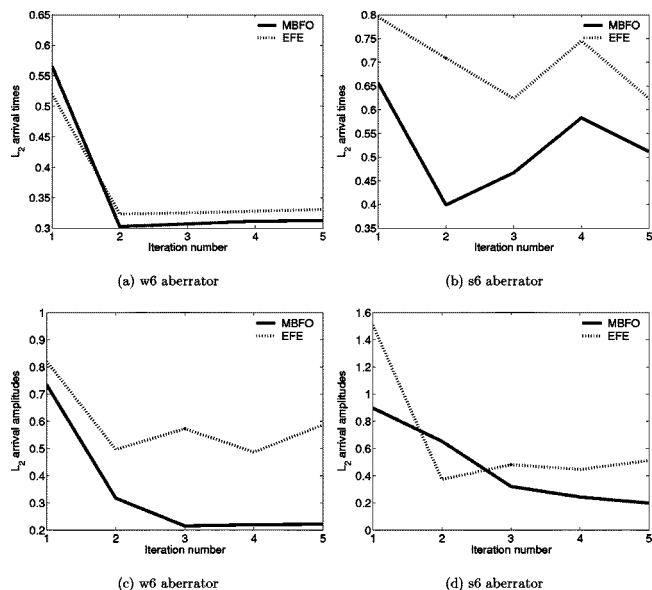 0.65
0.6
0.55
0.5
0.45
0.4
0.35
0.3
1 2 3 4 5
L2 arrival times
Iteration number
MBFO
EFE
(a) w6 aberrator
0.8
0.75
0.7
0.65
0.6
0.55
0.5
0.45
0.4
0.35
1 2 3 4 5
L2 arrival times
Iteration number
MBFO
EFE
(b) s6 aberrator
1
0.9
0.8
0.7
0.6
0.5
0.4
0.3
0.2
1 2 3 4 5
L2 arrival amplitudes
Iteration number
MBFO
EFE
(c) w6 aberrator
1.6
1.4
1.2
1
0.8
0.6
0.4
0.2
0
1 2 3 4 5
L2 arrival amplitudes
Iteration number
MBFO
EFE
(d) s6 aberrator